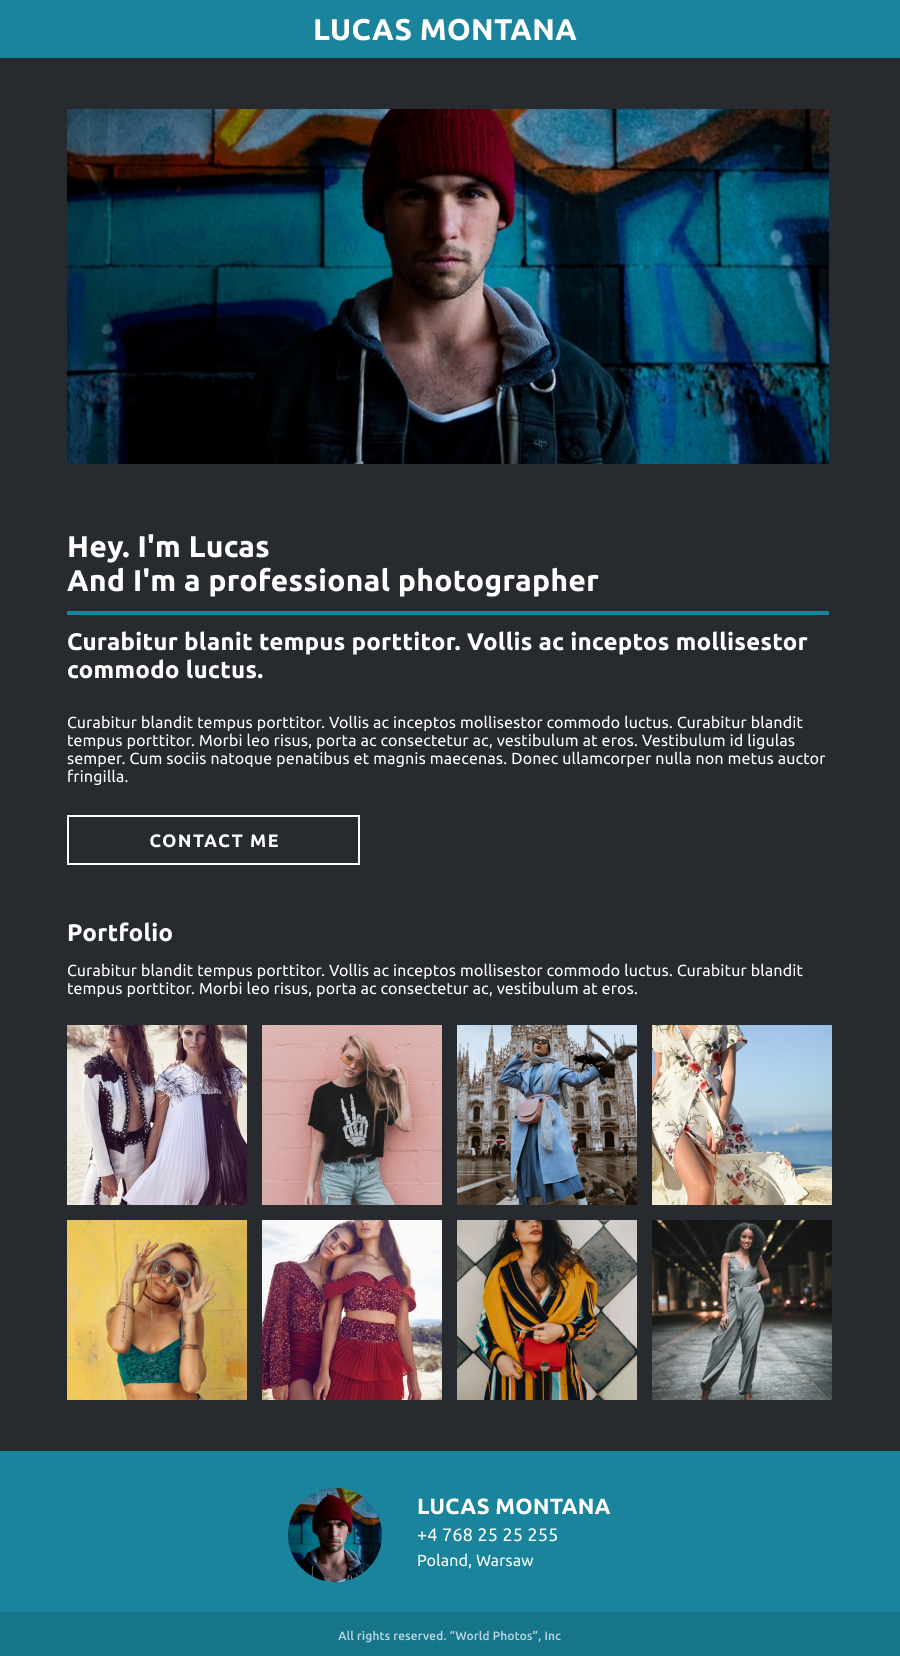 LUCAS MONTANA
Hey. I'm Lucas
And I'm a professional photographer
Curabitur blanit tempus porttitor. Vollis ac inceptos mollisestor
commodo luctus.
Curabitur blandit tempus porttitor. Vollis ac inceptos mollisestor commodo luctus. Curabitur blandit
tempus porttitor. Morbi leo risus, porta ac consectetur ac, vestibulum at eros. Vestibulum id ligulas
semper. Cum sociis natoque penatibus et magnis maecenas. Donec ullamcorper nulla non metus auctor
fringilla.
CONTACT ME
Portfolio
Curabitur blandit tempus porttitor. Vollis ac inceptos mollisestor commodo luctus. Curabitur blandit
tempus porttitor. Morbi leo risus, porta ac consectetur ac, vestibulum at eros.
LUCAS MONTANA
+4 768 25 25 255
Poland, Warsaw
All rights reserved. “World Photos”, Inc